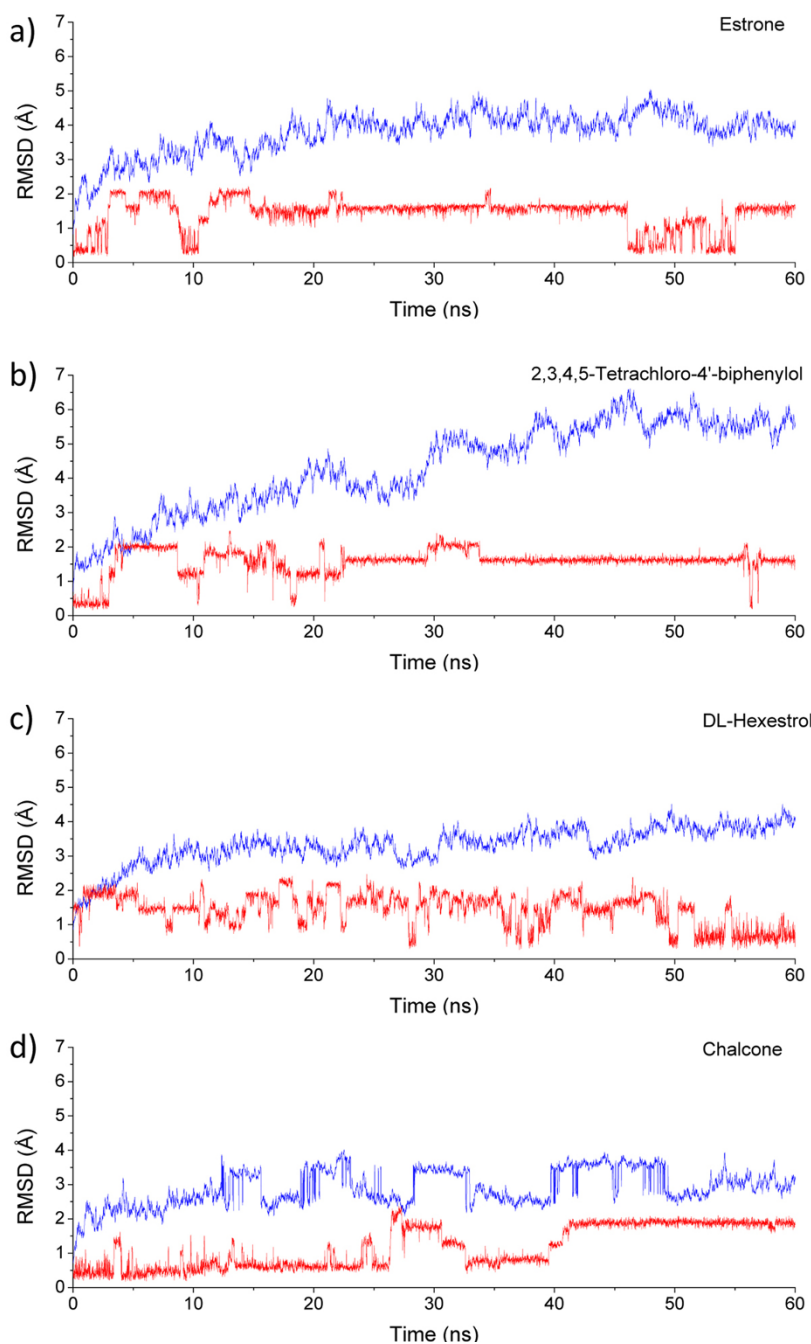 a)
Estrone
7
6
5
4
3
2
1
0
RMSD (Å)
0 10 20 30 40 50 60
Time (ns)
b)
2,3,4,5-Tetrachloro-4'-biphenylol
7
6
5
4
3
2
1
0
RMSD (Å)
0 10 20 30 40 50 60
Time (ns)
c)
DL-Hexestrol
7
6
5
4
3
2
1
0
RMSD (Å)
0 10 20 30 40 50 60
Time (ns)
d)
Chalcone
7
6
5
4
3
2
1
0
RMSD (Å)
0 10 20 30 40 50 60
Time (ns)